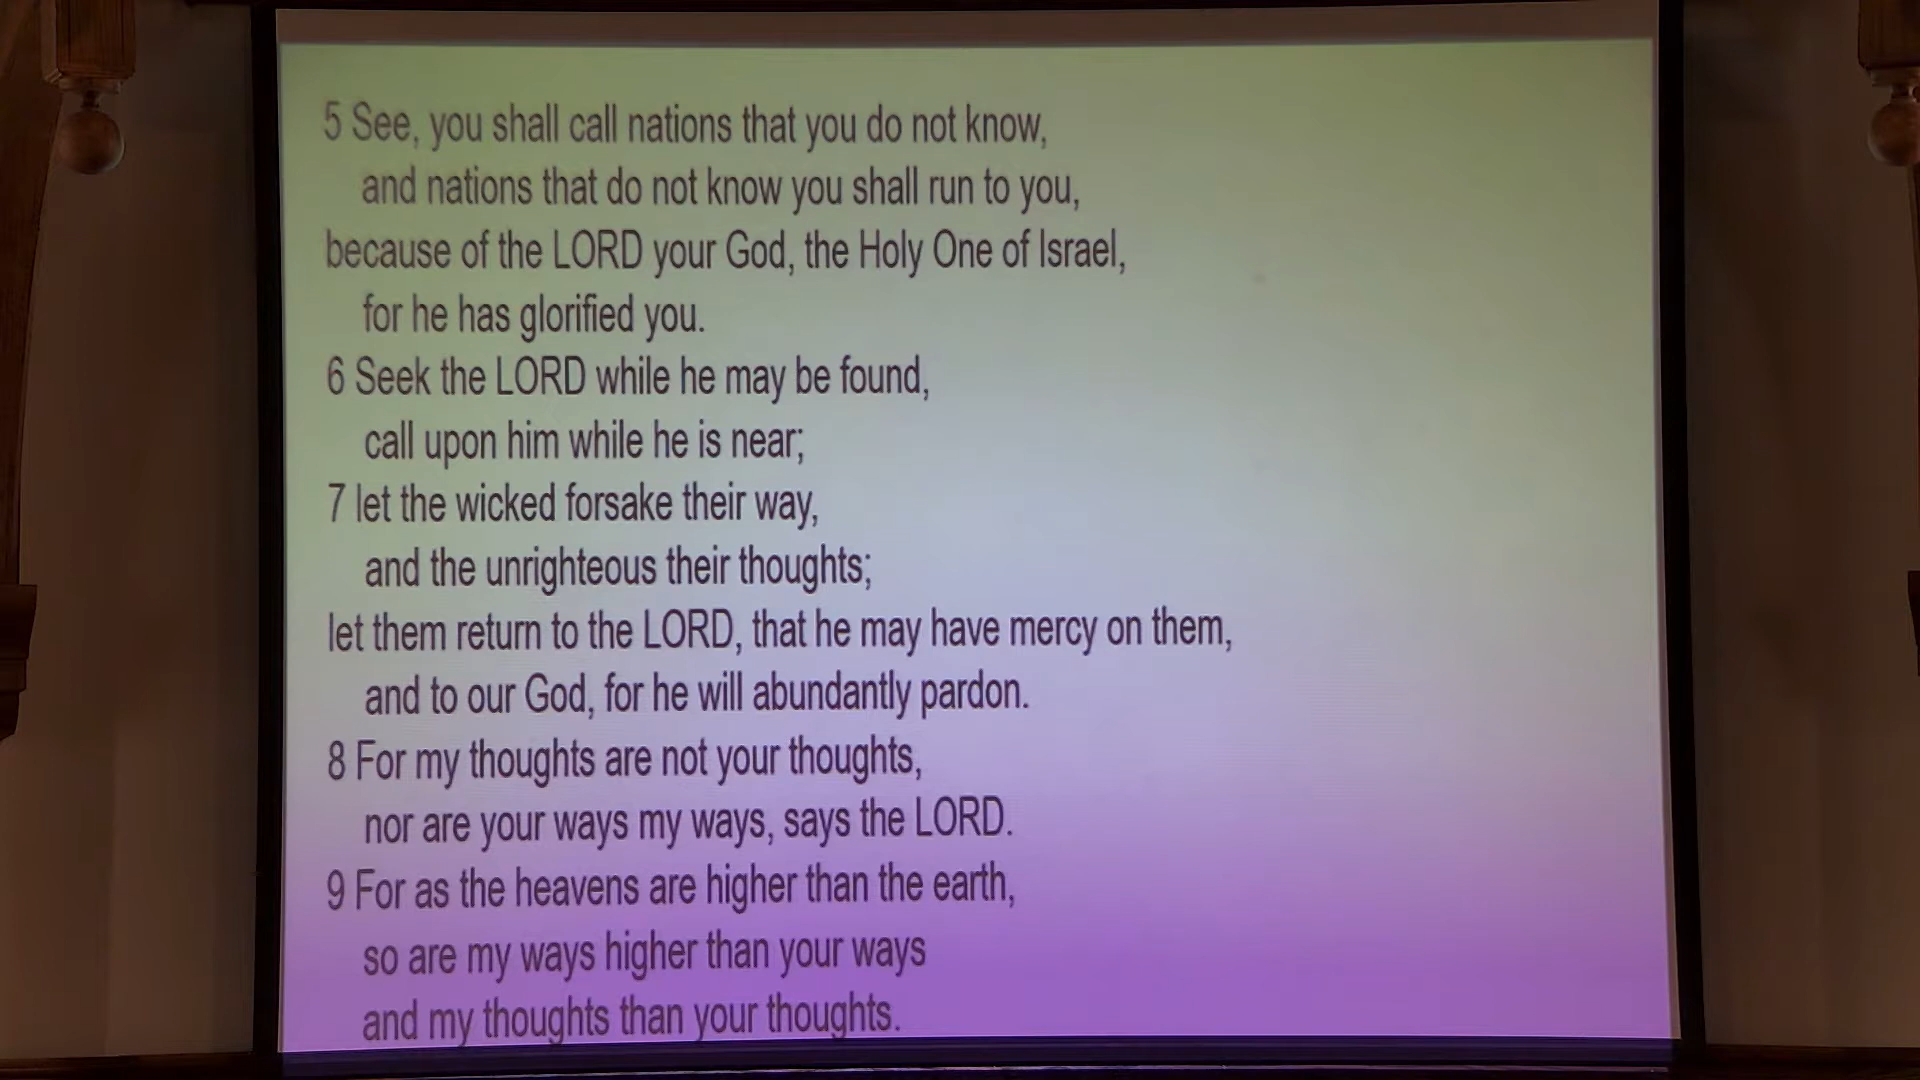 5 See, you shall call nations that you do not know,
and nations that do not know you shall run to you,
because of the LORD your God, the Holy One of Israel,
for he has glorified you.
6 Seek the LORD while he may be found,
call upon him while he is near;
7 let the wicked forsake their way,
and the unrighteous their thoughts;
let them return to the LORD, that he may have mercy on them,
and to our God, for he will abundantly pardon.
8 For my thoughts are not your thoughts,
nor are your ways my ways, says the LORD.
9 For as the heavens are higher than the earth,
so are my ways higher than your ways
and my thoughts than your thoughts.